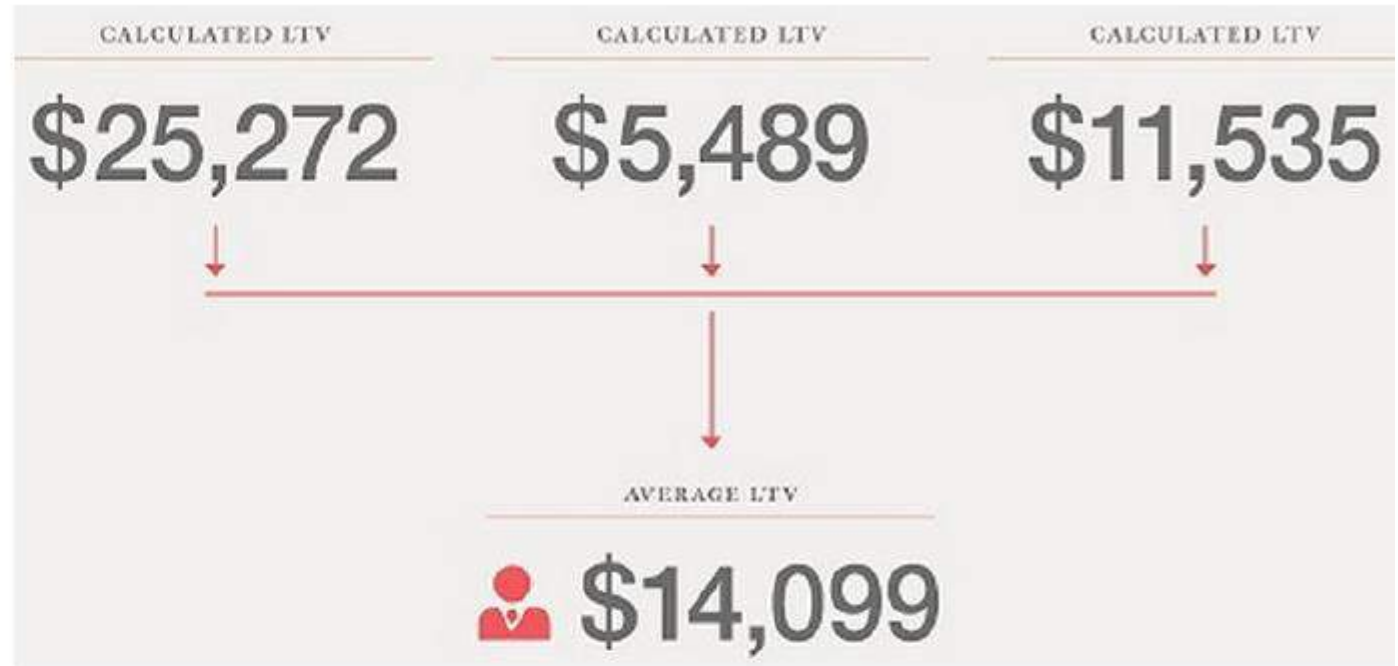 CALCULATED LTV CALCULATED LTV CALCULATED LTV
$25,272 $5,489 $11,535
AVERAGE LTV
$14,099